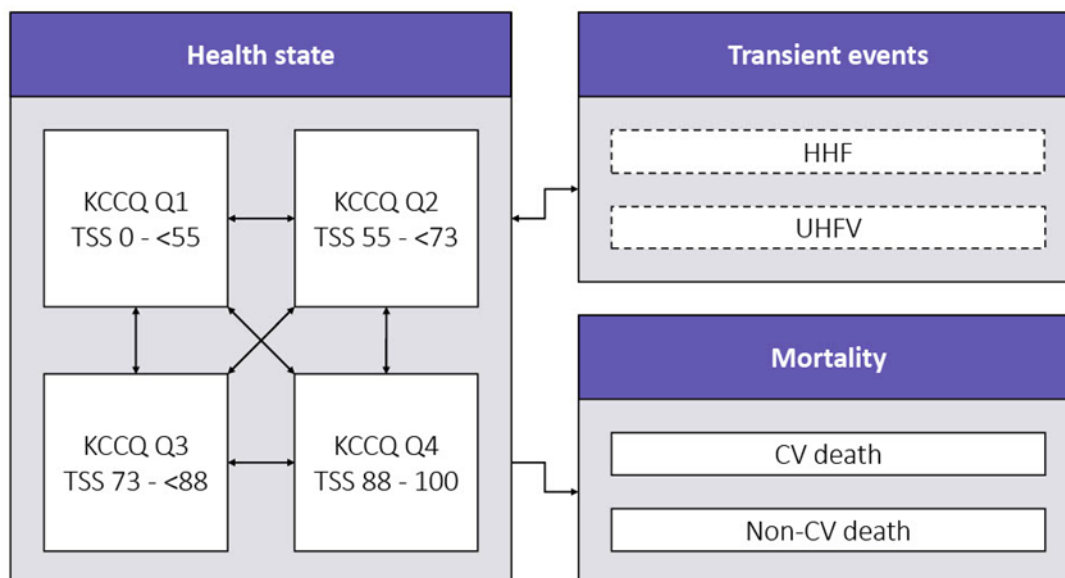 Health state
KCCQ Q1
TSS 0 - <55
KCCQ Q2
TSS 55 - <73
KCCQ Q3
TSS 73 - <88
KCCQ Q4
TSS 88 - 100
Transient events
HHF
UHFV
Mortality
CV death
Non-CV death